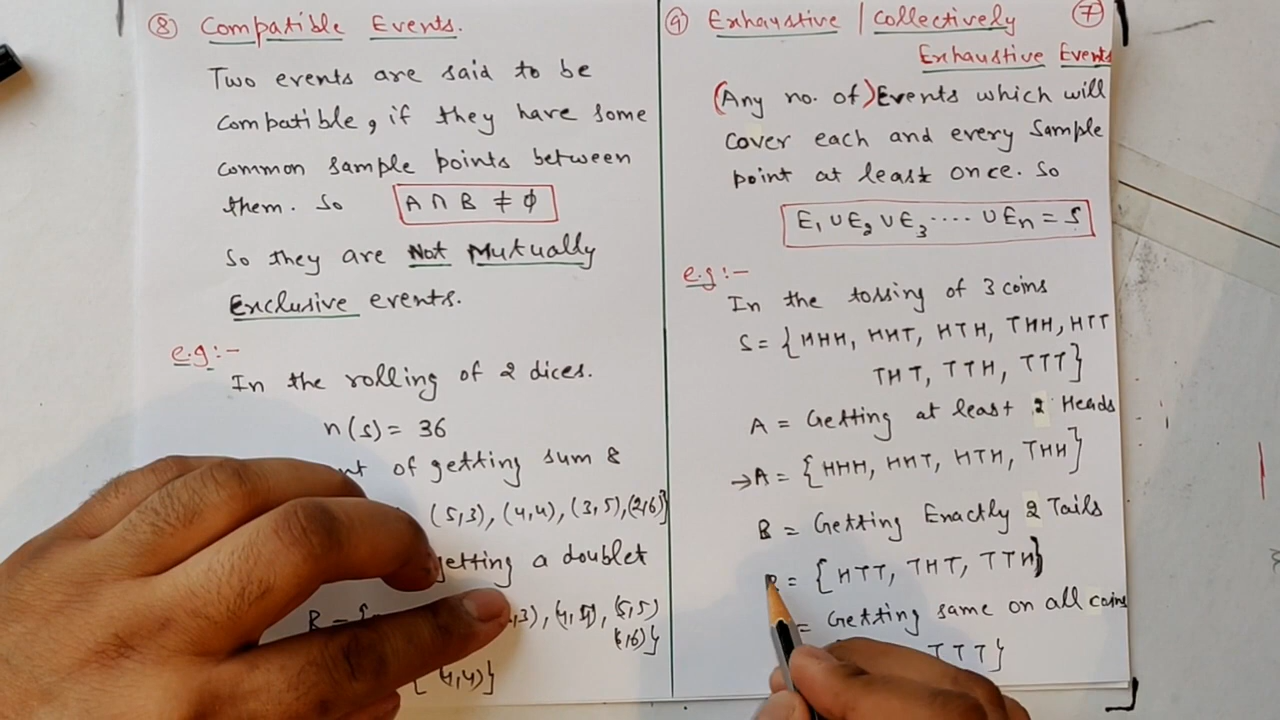 ⑧ Compatible Events.
Two events are said to be
Compatible, if they have some
common sample points between
them. So A ∩ B ≠ ϕ
So they are Not Mutually
Exclusive events.
e.g:-
In the rolling of 2 dices.
n(s) = 36
of getting sum 8
(5,3), (4,4), (3,5), (2,6)}
getting a doublet
B = ,3), (4,4), (5,5)
(6,6)}
{ (4,4)}
⑨ Exhaustive / Collectively ⑦
Exhaustive Events
(Any no. of) Events which will
cover each and every sample
point at least once. So
E₁ ∪ E₂ ∪ E₃ ..... ∪ En = S
e.g:-
In the tossing of 3 coins
S = {HHH, HHT, HTH, THH, HTT
THT, TTH, TTT}
A = Getting at least 2 Heads
→A = {HHH, HHT, HTH, THH}
B = Getting Exactly 2 Tails
= {HTT, THT, TTH}
= Getting same on all coins
TTT}